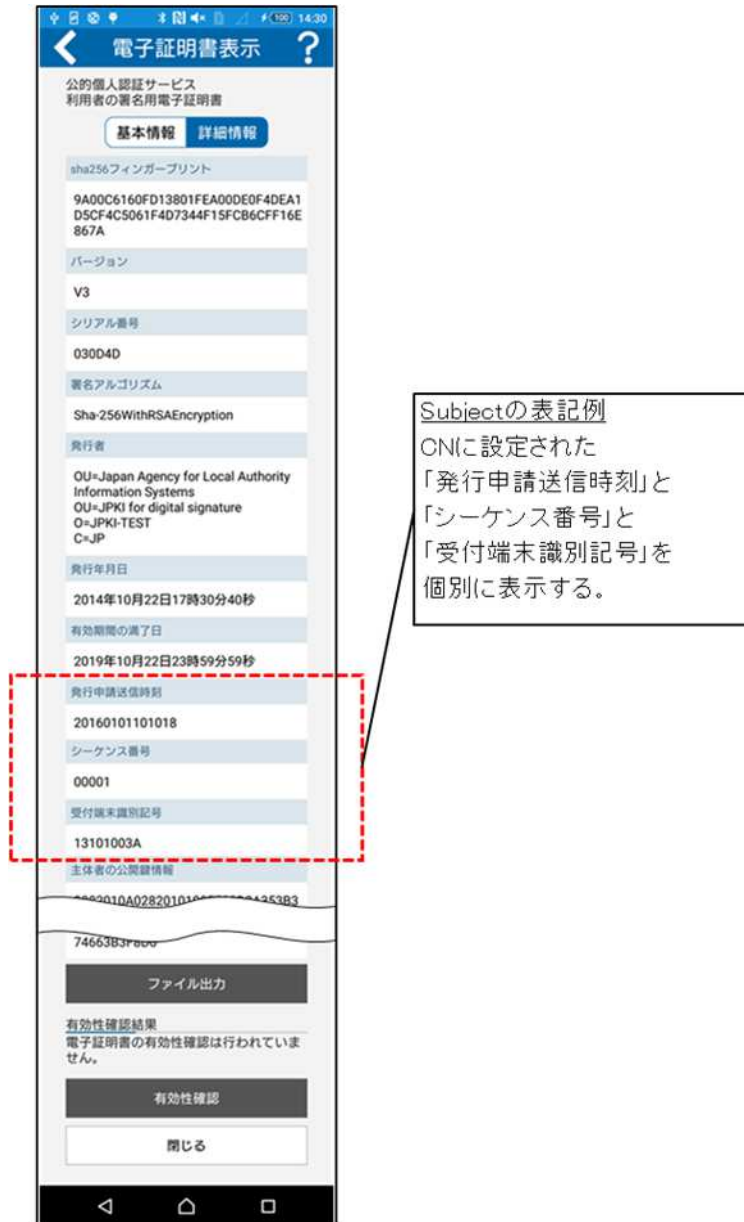 100 14:30
電子証明書表示 ?
公的個人認証サービス
利用者の署名用電子証明書
基本情報 詳細情報
sha256フィンガープリント
9A00C6160FD13801FEA00DE0F4DEA1
D5CF4C5061F4D7344F15FCB6CFF16E
867A
バージョン
V3
シリアル番号
030D4D
署名アルゴリズム
Sha-256WithRSAEncryption
発行者
OU=Japan Agency for Local Authority
Information Systems
OU=JPKI for digital signature
O=JPKI-TEST
C=JP
発行年月日
2014年10月22日17時30分40秒
有効期間の満了日
2019年10月22日23時59分59秒
発行申請送信時刻
20160101101018
シーケンス番号
00001
受付端末識別記号
13101003A
主体者の公開鍵情報
ファイル出力
有効性確認結果
電子証明書の有効性確認は行われていま
せん。
有効性確認
閉じる
Subjectの表記例
CNに設定された
「発行申請送信時刻」と
「シーケンス番号」と
「受付端末識別記号」を
個別に表示する。